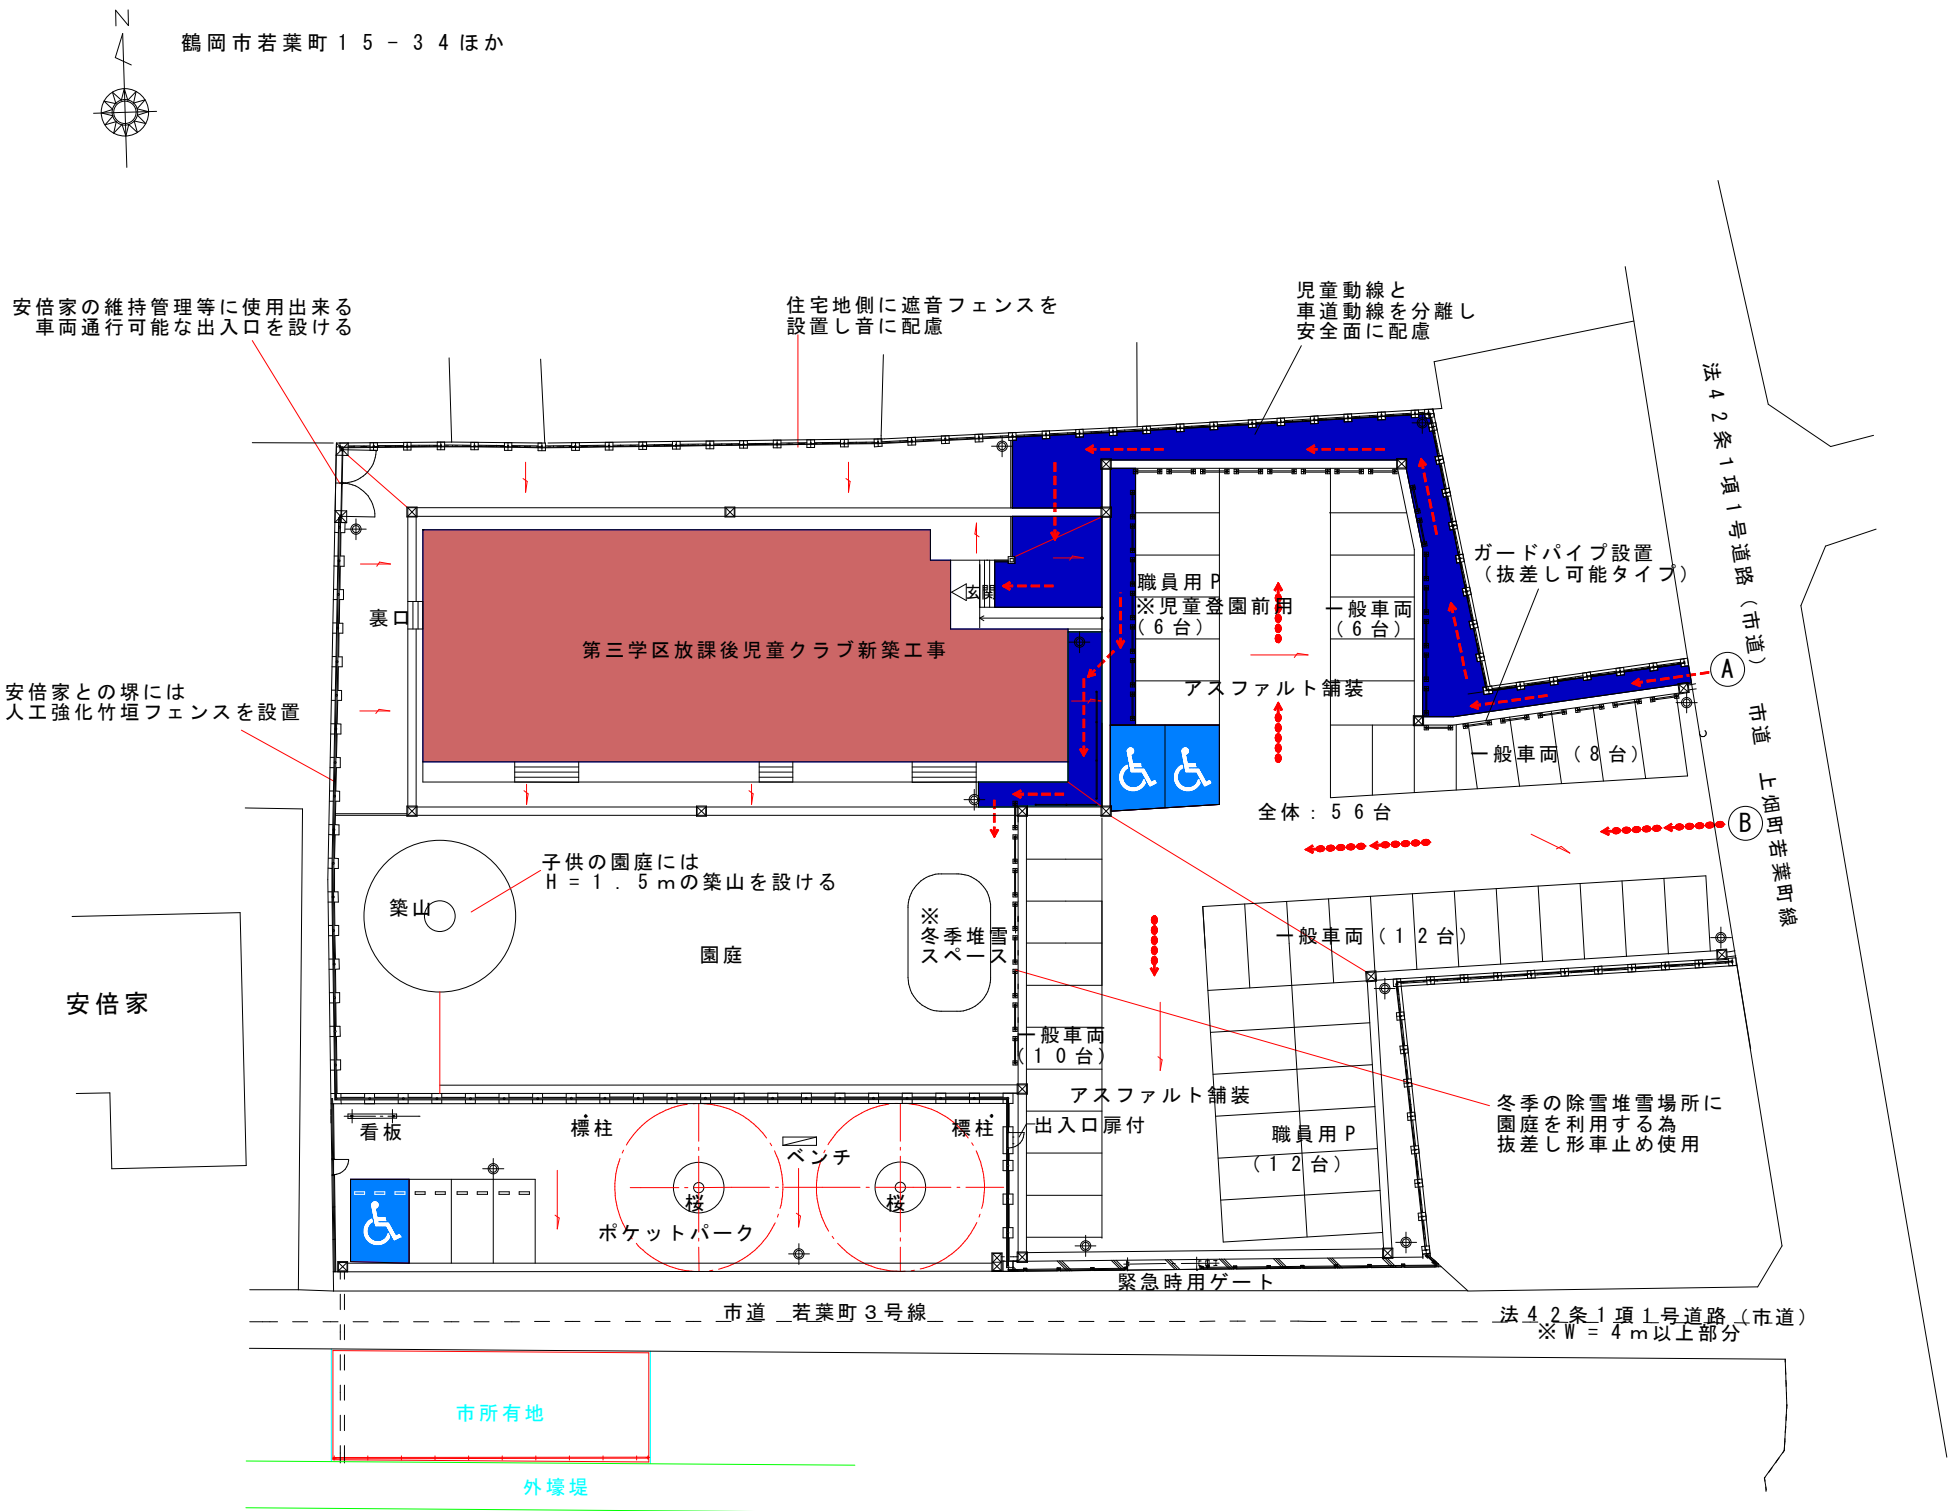 N
鶴岡市若葉町15-34ほか
安倍家の維持管理等に使用出来る
車両通行可能な出入口を設ける
住宅地側に遮音フェンスを
設置し音に配慮
児童動線と
車道動線を分離し
安全面に配慮
法42条1項1号道路(市道)
市道 上畑町若葉町線
ガードパイプ設置
(抜差し可能タイプ)
職員用P
※児童登園前用
(6台)
一般車両
(6台)
玄関
裏口
第三学区放課後児童クラブ新築工事
アスファルト舗装
A
安倍家との堺には
人工強化竹垣フェンスを設置
一般車両(8台)
全体:56台
B
子供の園庭には
H=1.5mの築山を設ける
築山
※
冬季堆雪
スペース
園庭
一般車両(12台)
安倍家
一般車両
(10台)
アスファルト舗装
冬季の除雪堆雪場所に
園庭を利用する為
抜差し形車止め使用
看板
標柱
標柱
出入口扉付
ベンチ
職員用P
(12台)
桜
桜
ポケットパーク
緊急時用ゲート
市道 若葉町3号線
法42条1項1号道路(市道)
※W=4m以上部分
市所有地
外壕堤